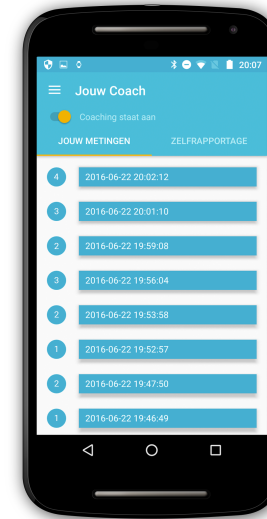 20:07
Jouw Coach
Coaching staat aan
JOUW METINGEN ZELFRAPPORTAGE
4 2016-06-22 20:02:12
3 2016-06-22 20:01:10
2 2016-06-22 19:59:08
3 2016-06-22 19:56:04
2 2016-06-22 19:53:58
1 2016-06-22 19:52:57
2 2016-06-22 19:47:50
1 2016-06-22 19:46:49